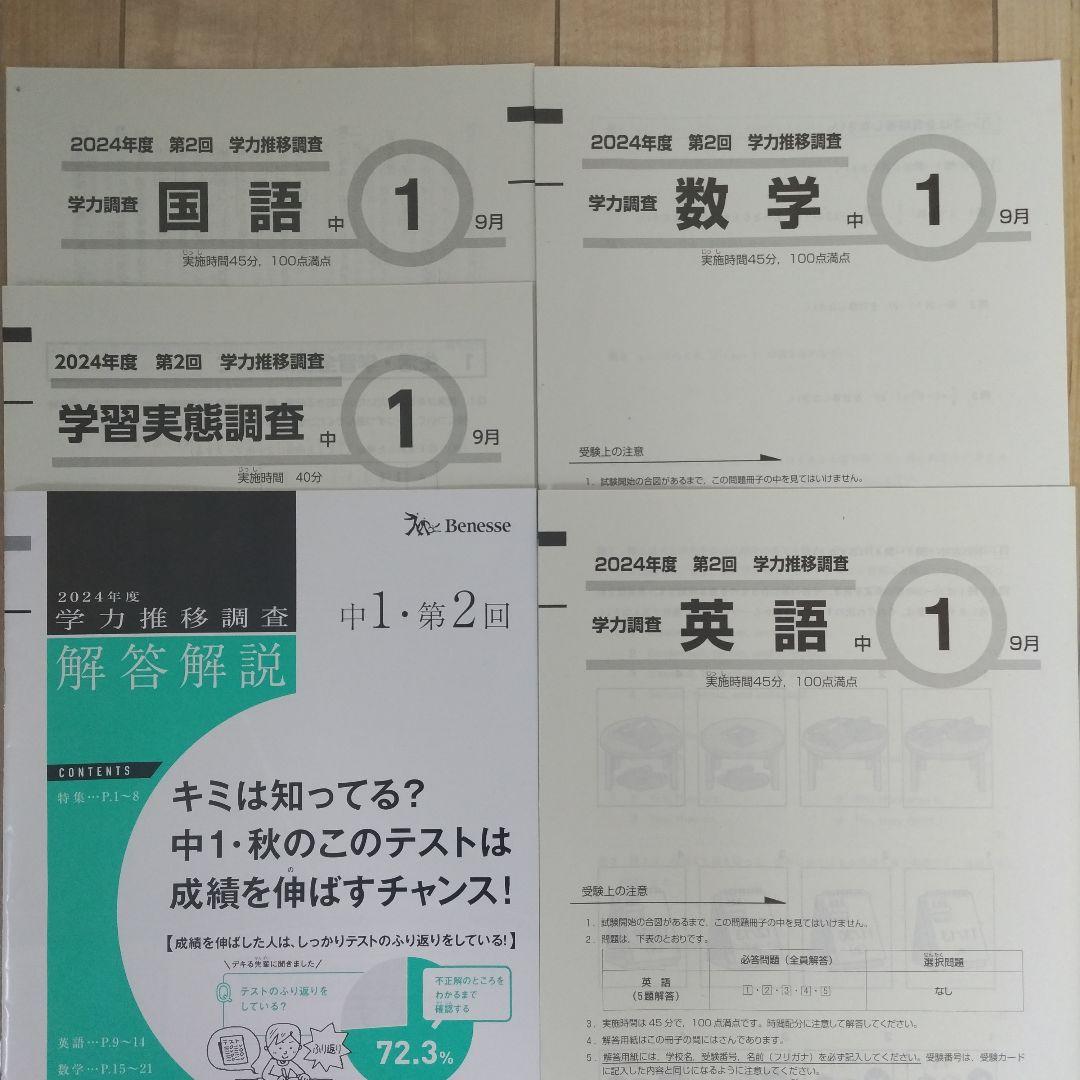 2024年度 第2回 学力推移調査
学力調査 国語 中 1 9月
実施時間45分，100点満点
2024年度 第2回 学力推移調査
学力調査 数学 中 1 9月
実施時間45分，100点満点
受験上の注意
1．試験開始の合図があるまで，この問題冊子の中を見てはいけません。
2024年度 第2回 学力推移調査
学習実態調査 中 1 9月
実施時間 40分
Benesse
2024年度
学力推移調査
解答解説
中1・第2回
CONTENTS
特集…P.1～8
キミは知ってる?
中1・秋のこのテストは
成績を伸ばすチャンス!
【成績を伸ばした人は、しっかりテストのふり返りをしている!】
デキる先輩に聞きました
Q テストのふり返りを
している?
不正解のところを
わかるまで
確認する
72.3%
ふり返り
英語…P.9～14
数学…P.15～21
2024年度 第2回 学力推移調査
学力調査 英語 中 1 9月
実施時間45分，100点満点
受験上の注意
1．試験開始の合図があるまで，この問題冊子の中を見てはいけません。
2．問題は，下表のとおりです。
必答問題（全員解答） 選択問題
英語
（5題解答） 1・2・3・4・5 なし
3．実施時間は45分で，100点満点です。時間配分に注意して解答してください。
4．解答用紙はこの冊子の間にはさんであります。
5．解答用紙には，学校名，受験番号，名前（フリガナ）を必ず記入してください。受験番号は，受験カード
に記入した内容と同じになるように注意してください。